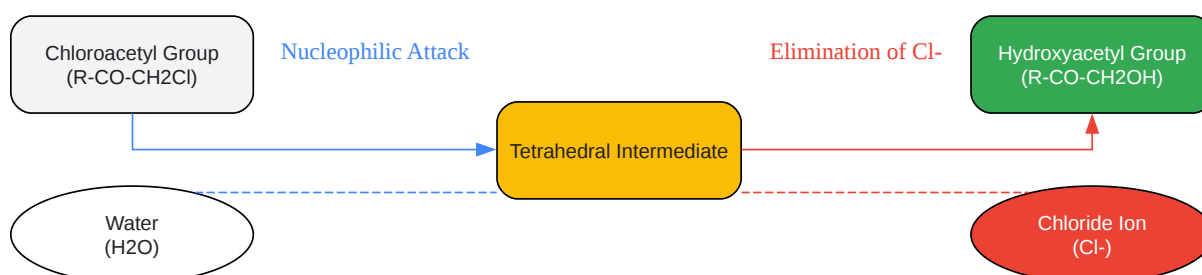 Chloroacetyl Group
(R-CO-CH2Cl)
Nucleophilic Attack
Elimination of Cl-
Hydroxyacetyl Group
(R-CO-CH2OH)
Tetrahedral Intermediate
Water
(H2O)
Chloride Ion
(Cl-)